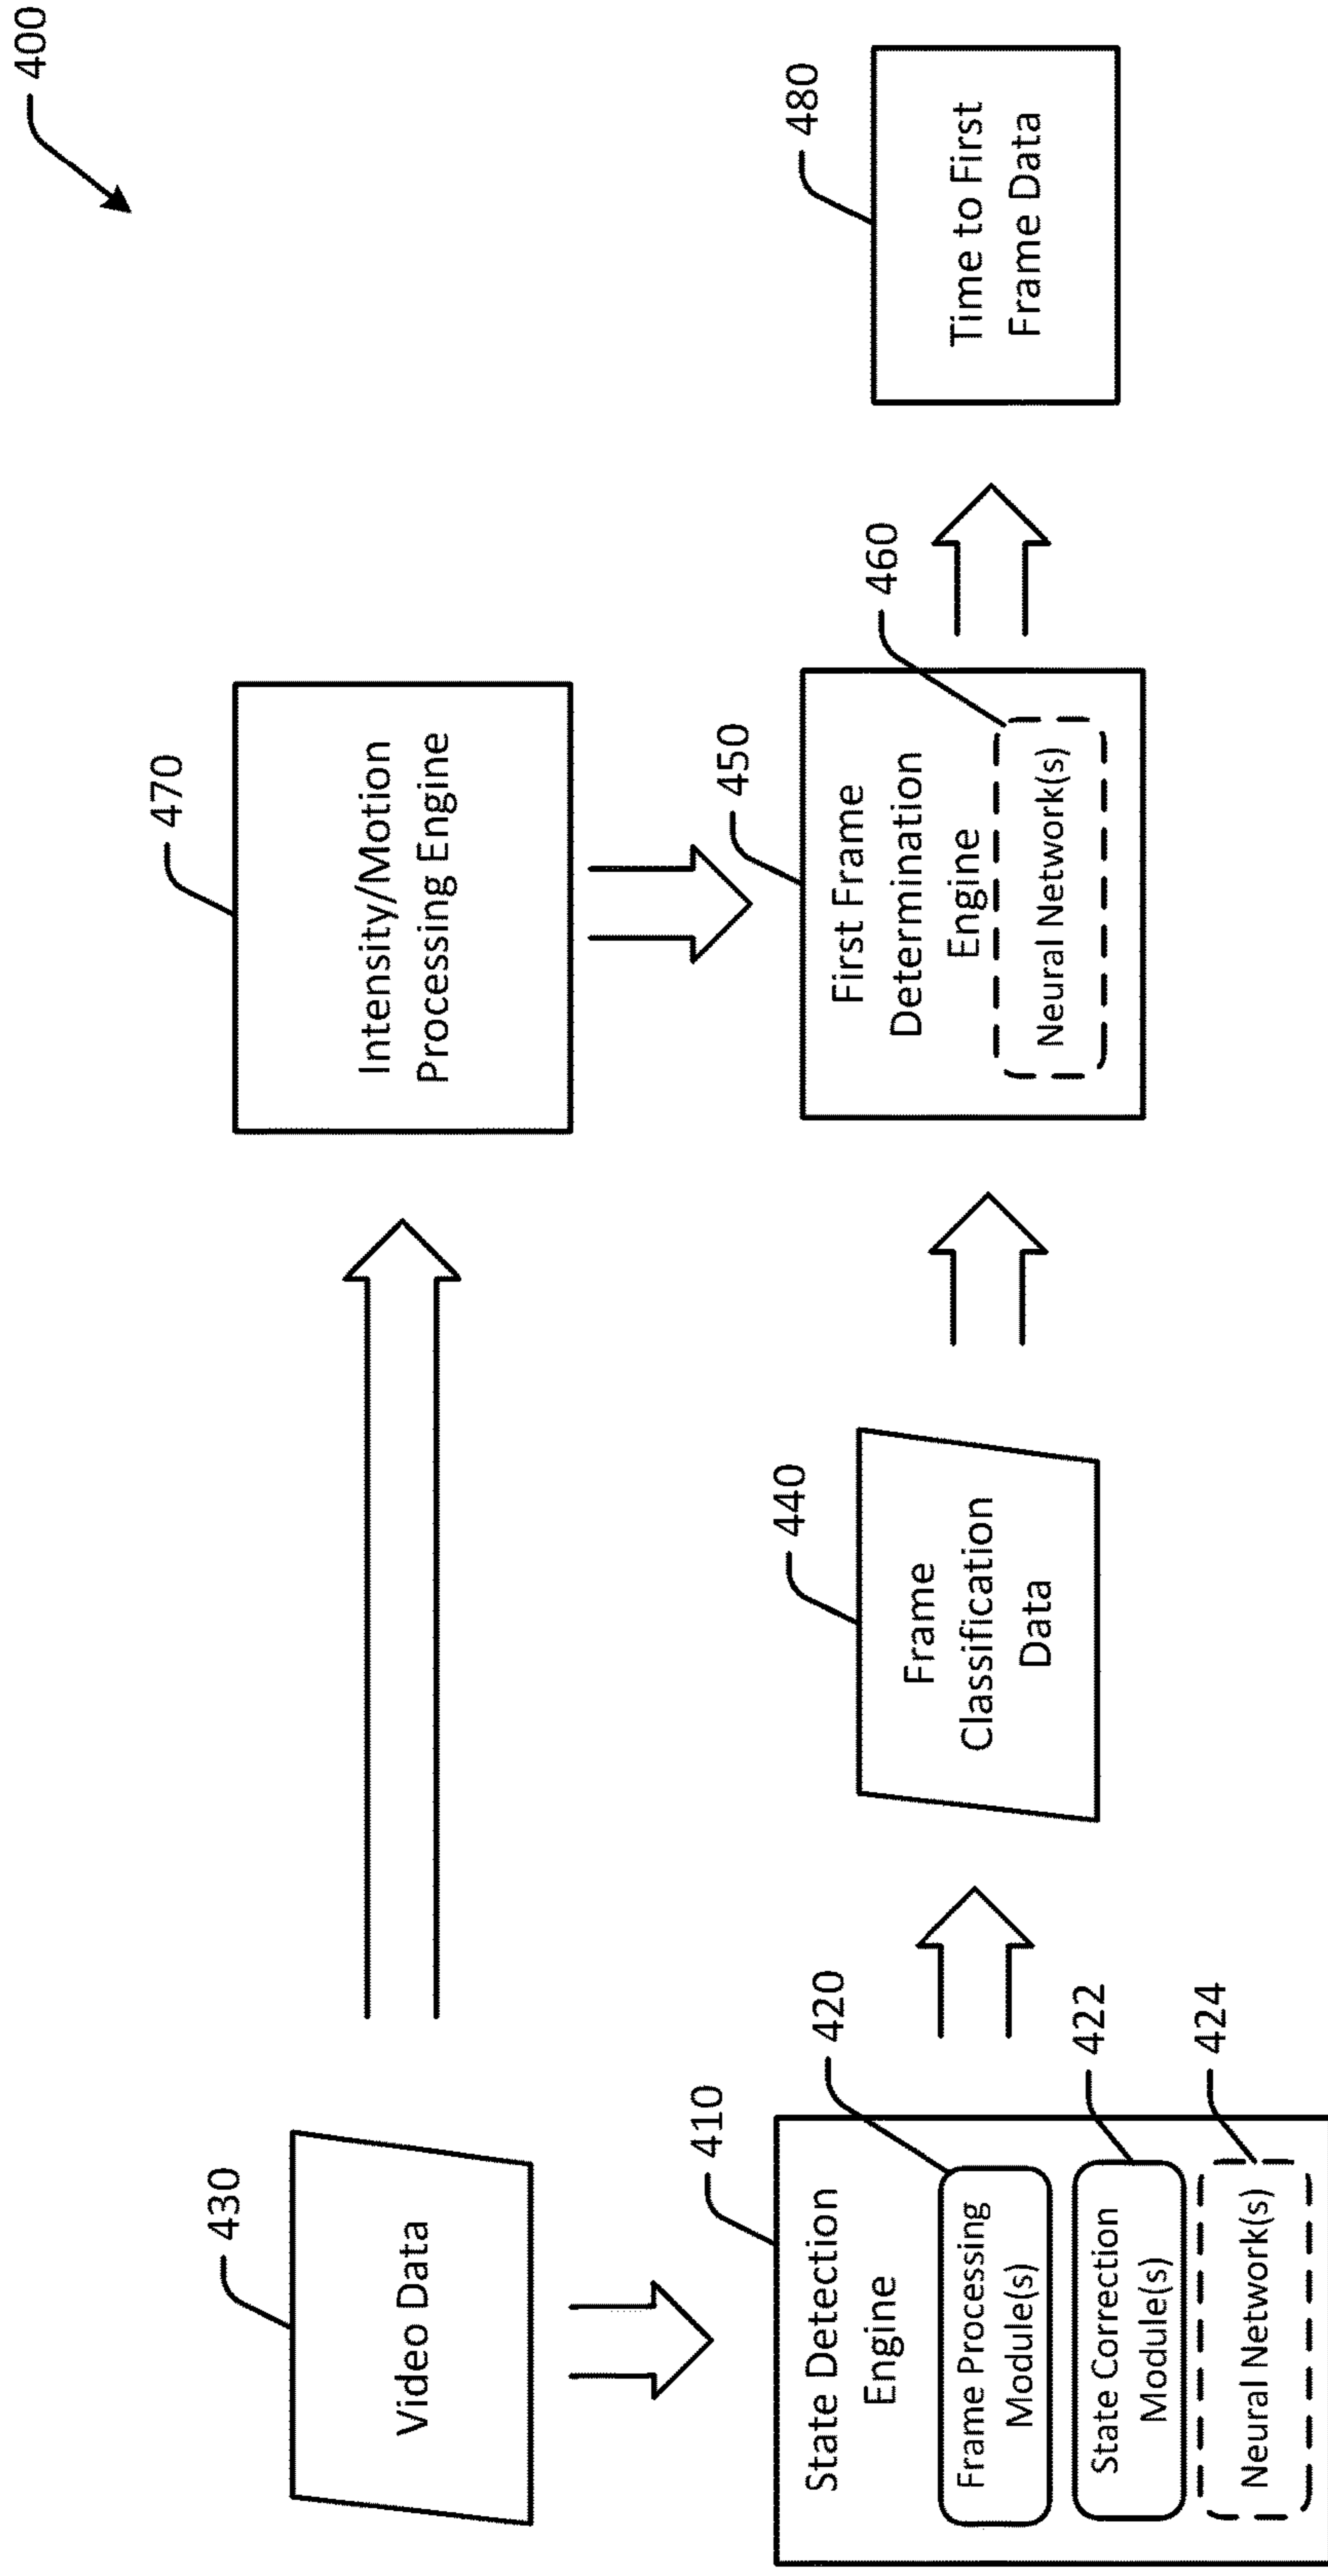 400
430
Video Data
470
Intensity/Motion
Processing Engine
410
State Detection
Engine
420
Frame Processing
Module(s)
422
State Correction
Module(s)
424
Neural Network(s)
440
Frame
Classification
Data
450
First Frame
Determination
Engine
460
Neural Network(s)
480
Time to First
Frame Data